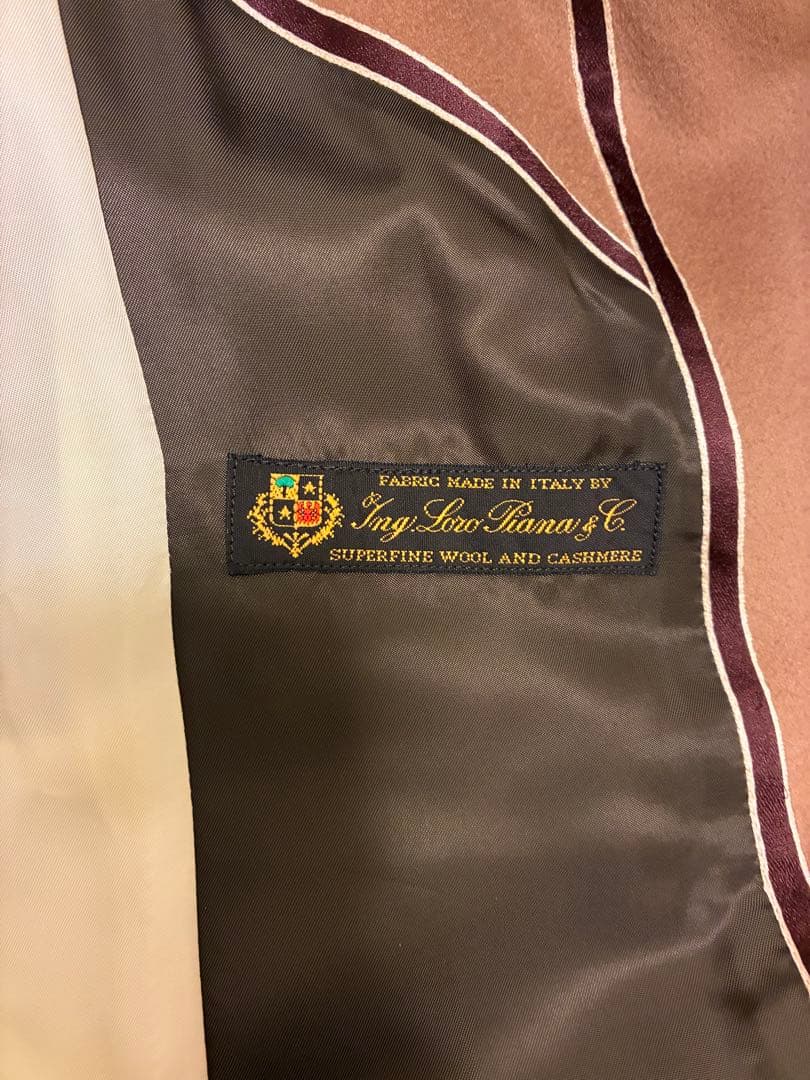 FABRIC MADE IN ITALY BY
Ing. Loro Piana & C.
SUPERFINE WOOL AND CASHMERE